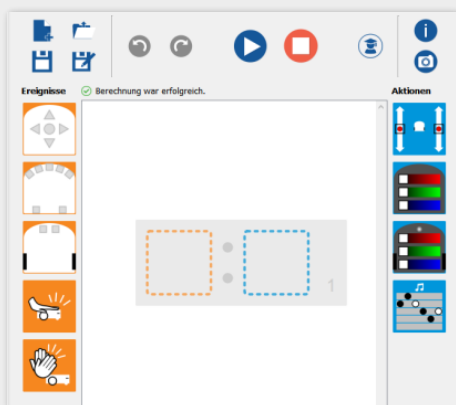 i
Ereignisse
Berechnung war erfolgreich.
Aktionen
1